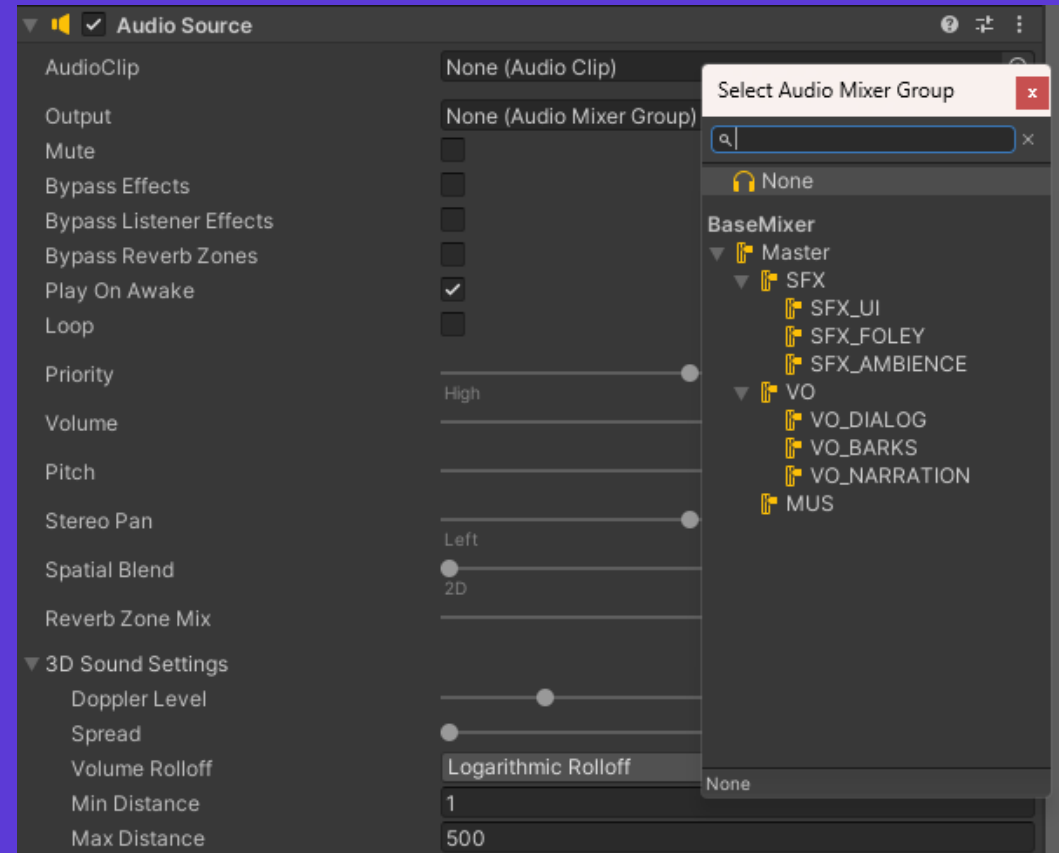 Audio Source
AudioClip
None (Audio Clip)
Output
None (Audio Mixer Group)
Mute
Bypass Effects
Bypass Listener Effects
Bypass Reverb Zones
Play On Awake
Loop
Priority
High
Volume
Pitch
Stereo Pan
Left
Spatial Blend
2D
Reverb Zone Mix
3D Sound Settings
Doppler Level
Spread
Volume Rolloff
Logarithmic Rolloff
Min Distance
1
Max Distance
500
Select Audio Mixer Group
x
None
BaseMixer
Master
SFX
SFX_UI
SFX_FOLEY
SFX_AMBIENCE
VO
VO_DIALOG
VO_BARKS
VO_NARRATION
MUS
None